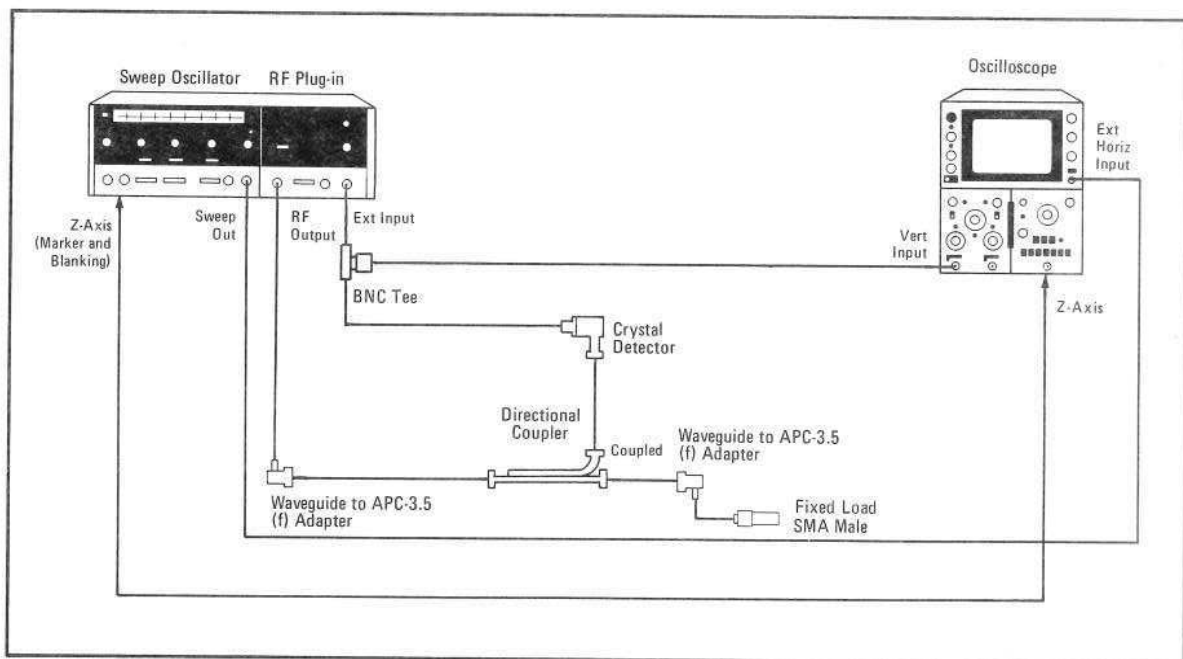 Sweep Oscillator
RF Plug-in
Oscilloscope
Ext
Horiz
Input
Z-Axis
(Marker and
Blanking)
Sweep
Out
RF
Output
Ext Input
Vert
Input
BNC Tee
Z-Axis
Crystal
Detector
Directional
Coupler
Coupled
Waveguide to APC-3.5
(f) Adapter
Waveguide to APC-3.5
(f) Adapter
Fixed Load
SMA Male